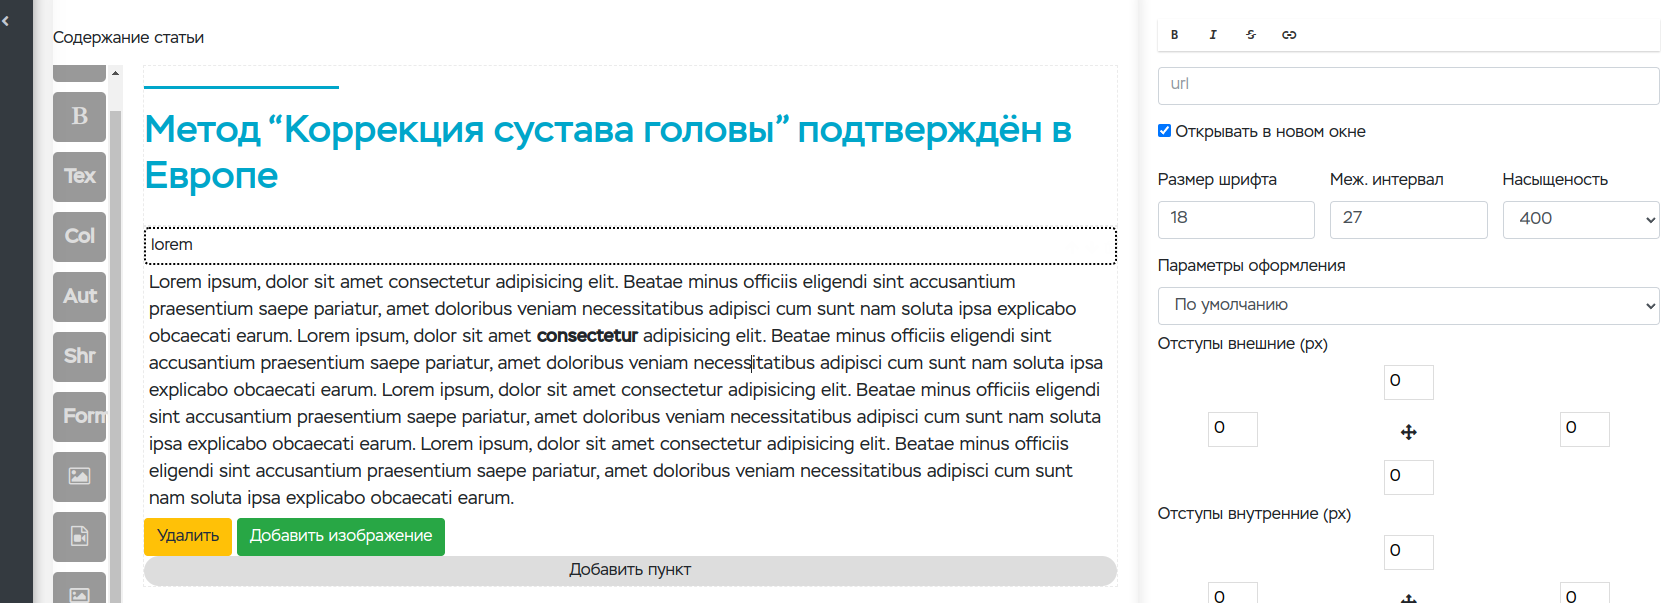 Содержание статьи
B
Tex
Col
Aut
Shr
Form
Метод “Коррекция сустава головы” подтверждён в
Европе
lorem
Lorem ipsum, dolor sit amet consectetur adipisicing elit. Beatae minus officiis eligendi sint accusantium
praesentium saepe pariatur, amet doloribus veniam necessitatibus adipisci cum sunt nam soluta ipsa explicabo
obcaecati earum. Lorem ipsum, dolor sit amet consectetur adipisicing elit. Beatae minus officiis eligendi sint
accusantium praesentium saepe pariatur, amet doloribus veniam necessitatibus adipisci cum sunt nam soluta ipsa
explicabo obcaecati earum. Lorem ipsum, dolor sit amet consectetur adipisicing elit. Beatae minus officiis eligendi
sint accusantium praesentium saepe pariatur, amet doloribus veniam necessitatibus adipisci cum sunt nam soluta
ipsa explicabo obcaecati earum. Lorem ipsum, dolor sit amet consectetur adipisicing elit. Beatae minus officiis
eligendi sint accusantium praesentium saepe pariatur, amet doloribus veniam necessitatibus adipisci cum sunt
nam soluta ipsa explicabo obcaecati earum.
Удалить Добавить изображение
Добавить пункт
B I S
url
Открывать в новом окне
Размер шрифта Меж. интервал Насыщеность
18 27 400
Параметры оформления
По умолчанию
Отступы внешние (px)
0
0 0
0
Отступы внутренние (px)
0
0 0